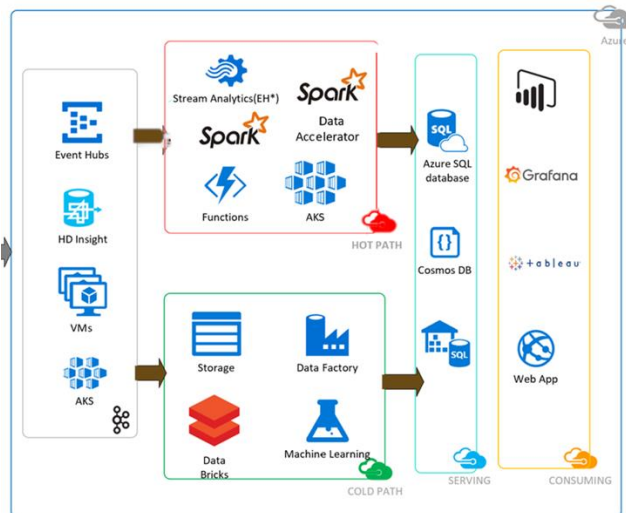 Azure
Event Hubs
HD Insight
VMs
AKS
Stream Analytics(EH*)
Spark
Spark
Data
Accelerator
Functions
AKS
HOT PATH
Storage
Data Factory
Data
Bricks
Machine Learning
COLD PATH
SQL
Azure SQL
database
{}
Cosmos DB
SQL
SERVING
Grafana
+ableau
Web App
CONSUMING